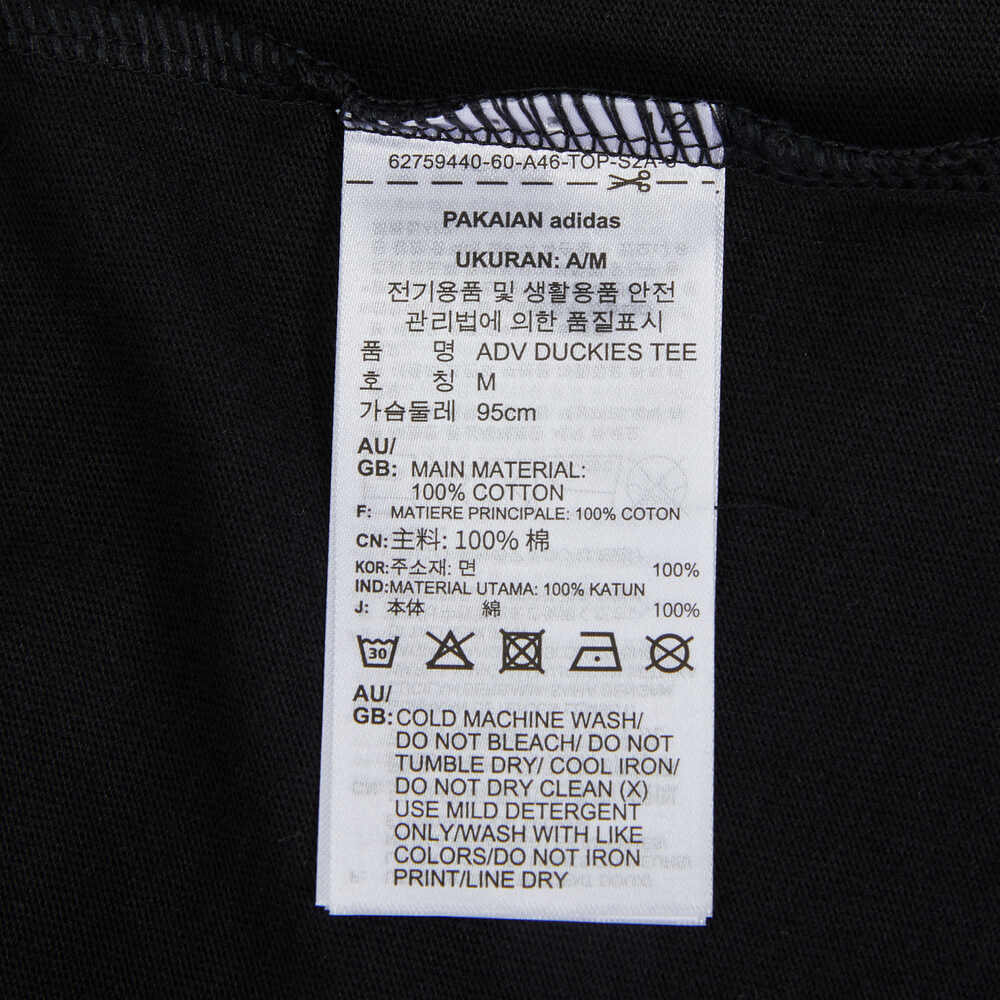 62759440-60-A46-TOP-S2A-
PAKAIAN adidas
UKURAN: A/M
전기용품 및 생활용품 안전
관리법에 의한 품질표시
품 명 ADV DUCKIES TEE
호 칭 M
가슴둘레 95cm
AU/
GB: MAIN MATERIAL:
100% COTTON
F: MATIERE PRINCIPALE: 100% COTON
CN:主料: 100% 棉
KOR:주소재: 면 100%
IND:MATERIAL UTAMA: 100% KATUN
J: 本体 綿 100%
30
AU/
GB: COLD MACHINE WASH/
DO NOT BLEACH/ DO NOT
TUMBLE DRY/ COOL IRON/
DO NOT DRY CLEAN (X)
USE MILD DETERGENT
ONLY/WASH WITH LIKE
COLORS/DO NOT IRON
PRINT/LINE DRY